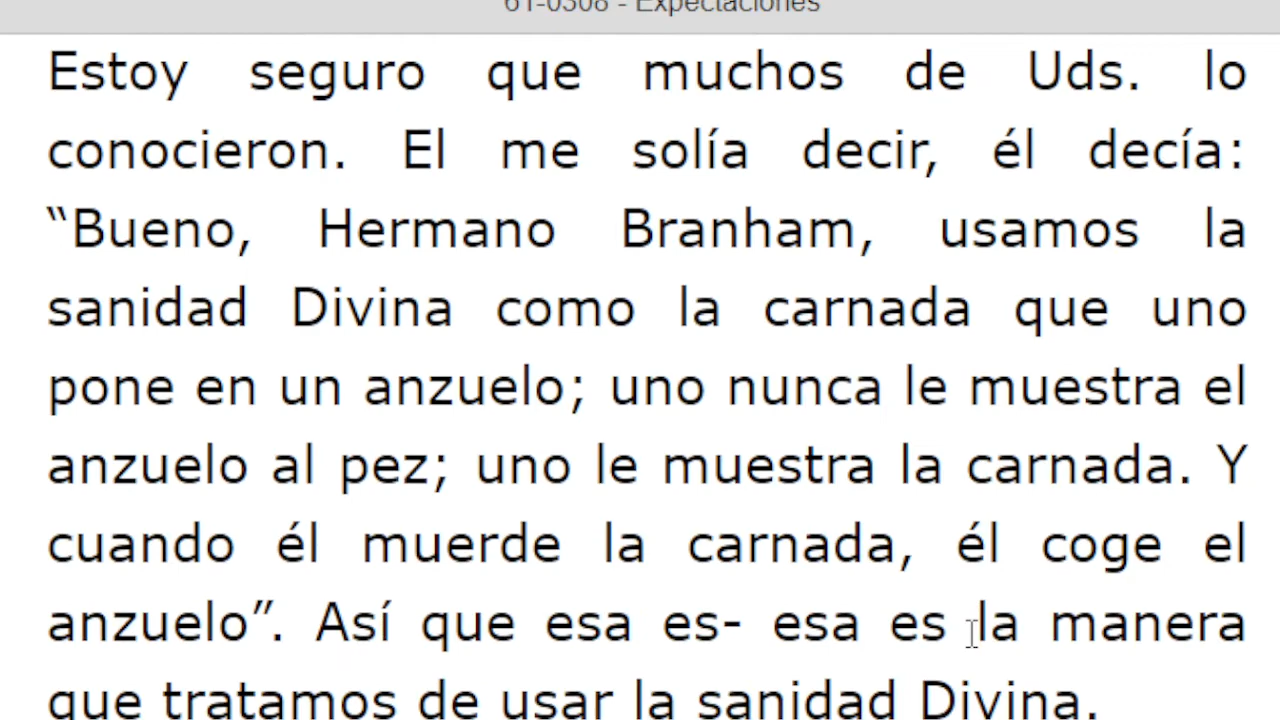 61-0308 - Expectaciones
Estoy seguro que muchos de Uds. lo
conocieron. El me solía decir, él decía:
“Bueno, Hermano Branham, usamos la
sanidad Divina como la carnada que uno
pone en un anzuelo; uno nunca le muestra el
anzuelo al pez; uno le muestra la carnada. Y
cuando él muerde la carnada, él coge el
anzuelo”. Así que esa es- esa es la manera
que tratamos de usar la sanidad Divina.